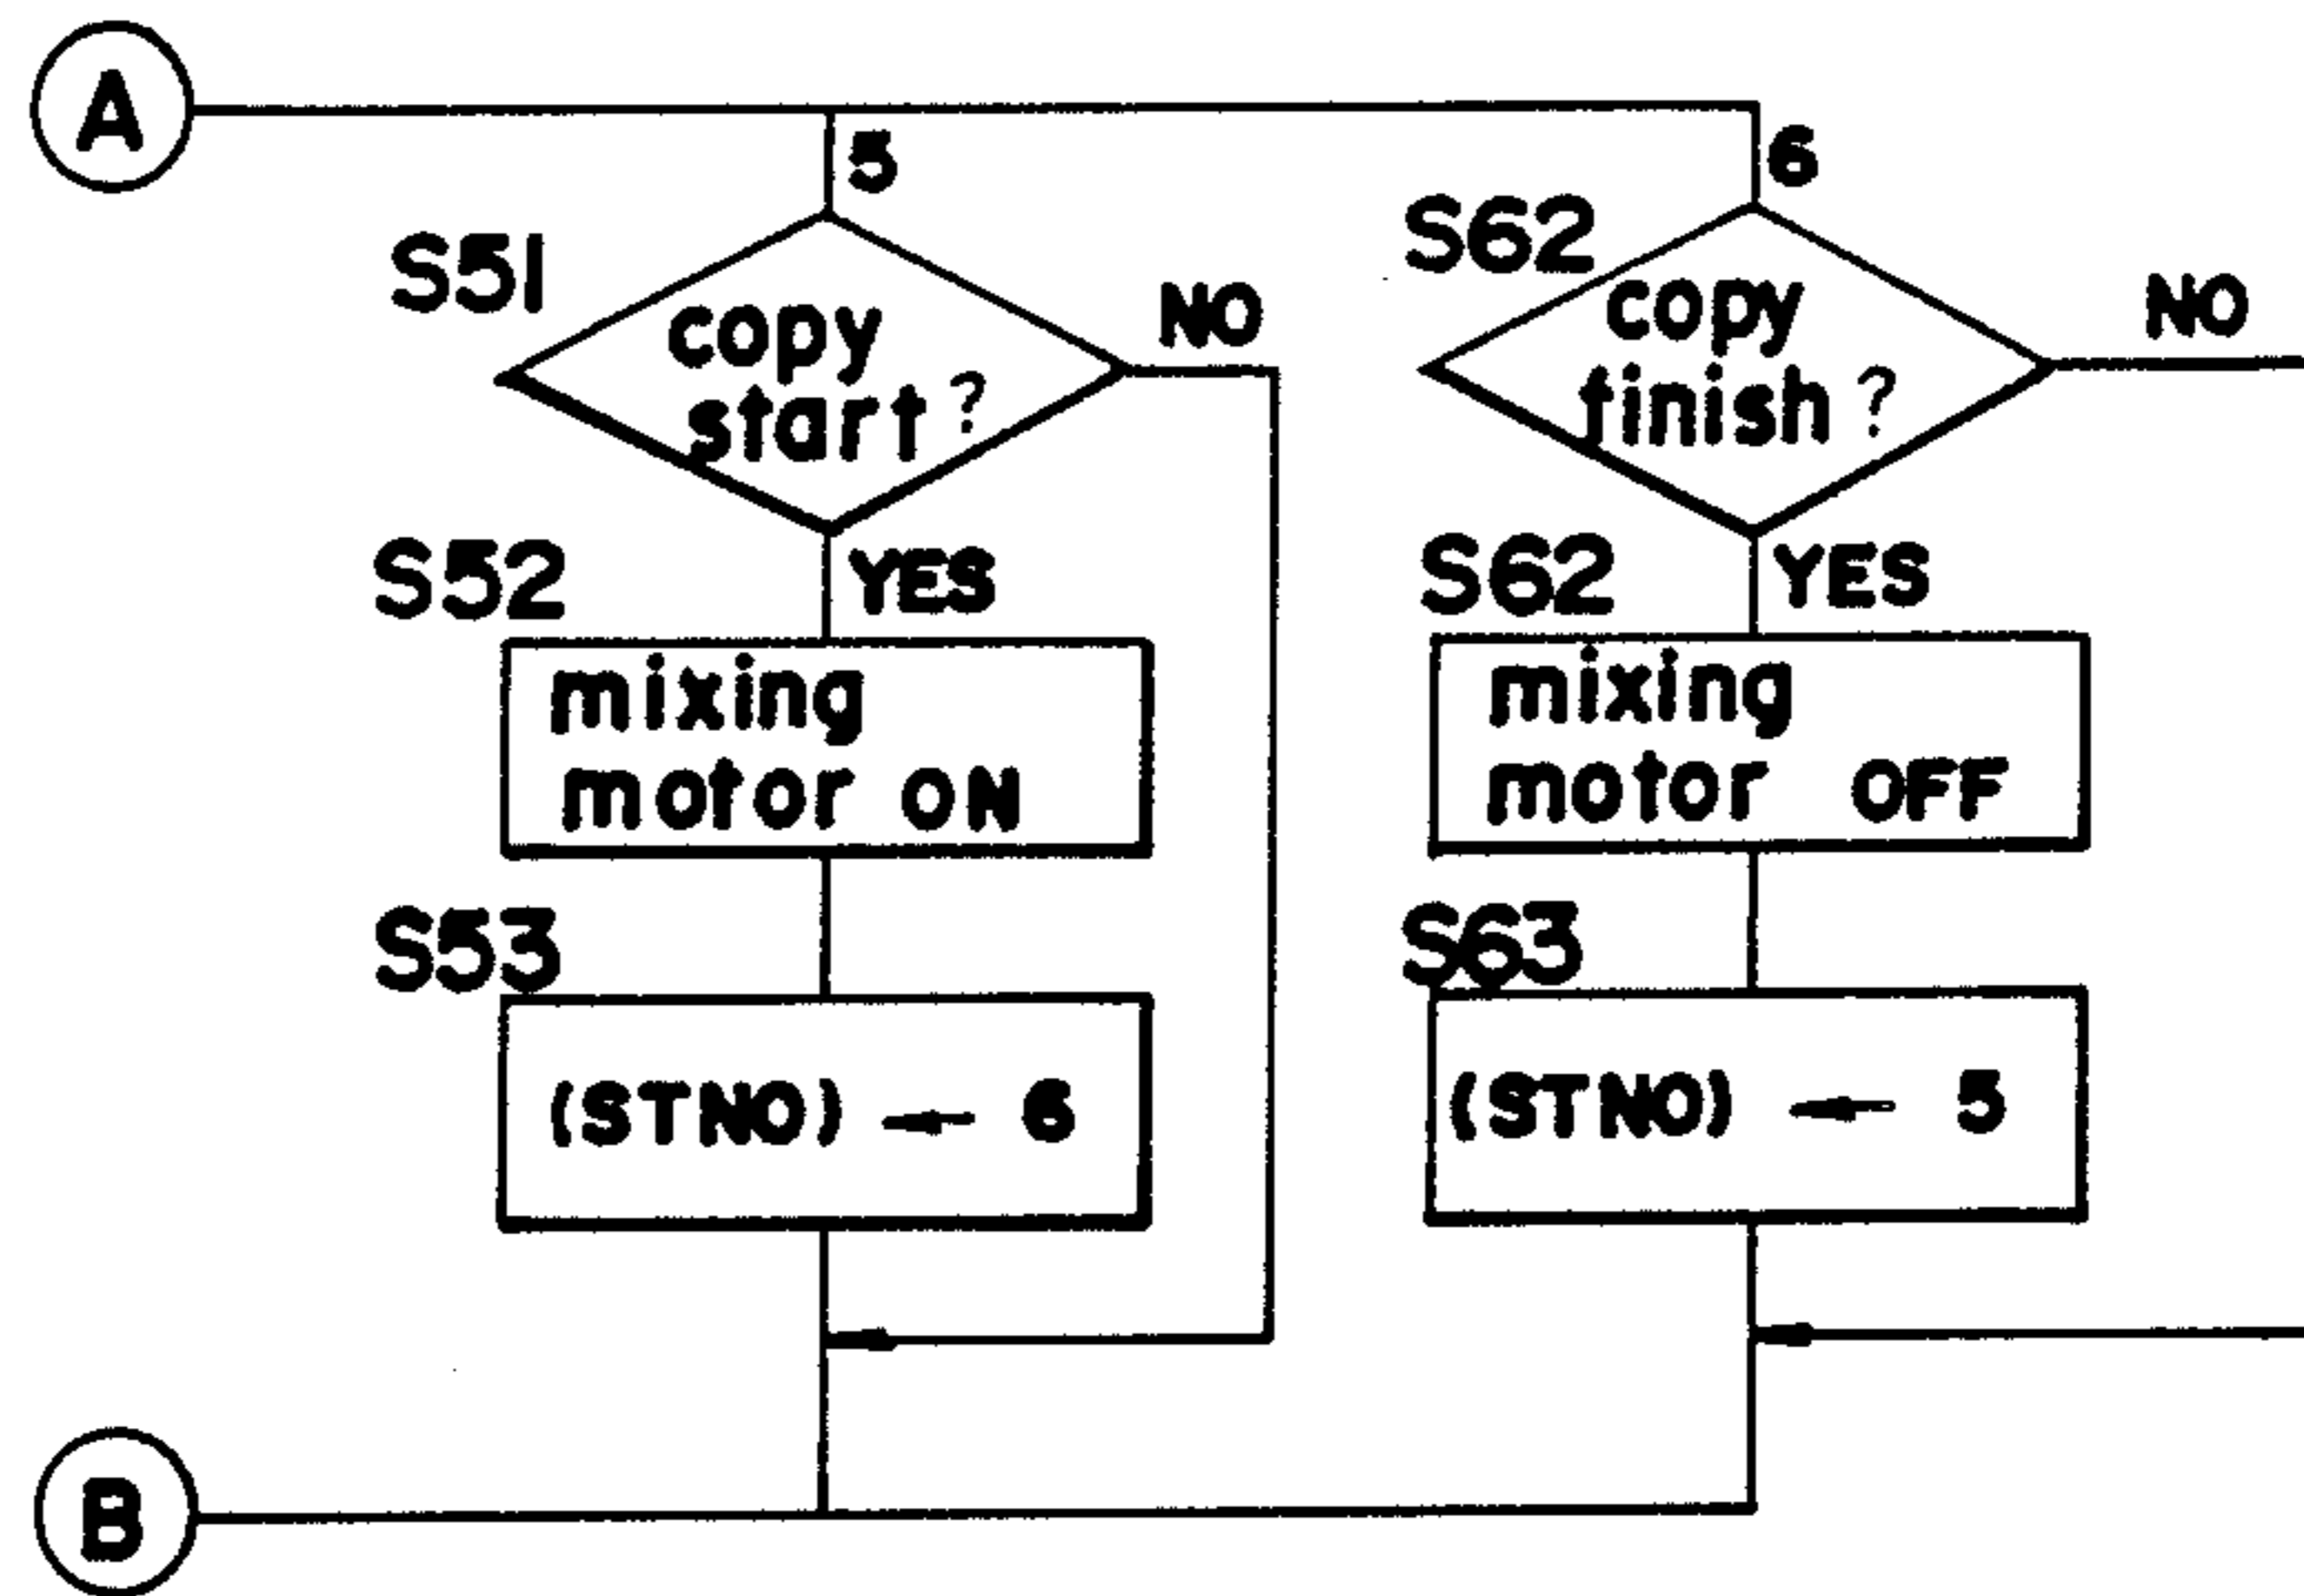 A
5
6
S51
copy
start?
NO
S62
copy
finish?
NO
S52
YES
mixing
motor ON
S62
YES
mixing
motor OFF
S53
(STNO) ← 6
S63
(STNO) ← 5
B